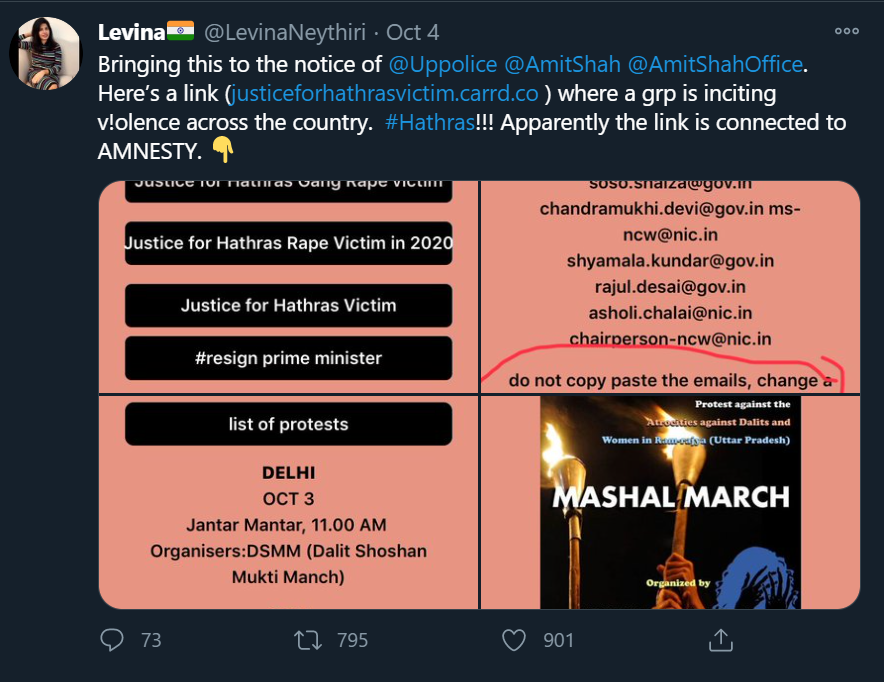 Levina🇮🇳 @LevinaNeythiri · Oct 4
Bringing this to the notice of @Uppolice @AmitShah @AmitShahOffice.
Here's a link (justiceforhathrasvictim.carrd.co ) where a grp is inciting
v!olence across the country. #Hathras!!! Apparently the link is connected to
AMNESTY. 👇
Justice for Hathras Gang Rape Victim
Justice for Hathras Rape Victim in 2020
Justice for Hathras Victim
#resign prime minister
soso.shaiza@gov.in
chandramukhi.devi@gov.in ms-
ncw@nic.in
shyamala.kundar@gov.in
rajul.desai@gov.in
asholi.chalai@nic.in
chairperson-ncw@nic.in
do not copy paste the emails, change a
list of protests
DELHI
OCT 3
Jantar Mantar, 11.00 AM
Organisers:DSMM (Dalit Shoshan
Mukti Manch)
Protest against the
Atrocities against Dalits and
Women in Ram-rajya (Uttar Pradesh)
MASHAL MARCH
Organized by
73 795 901